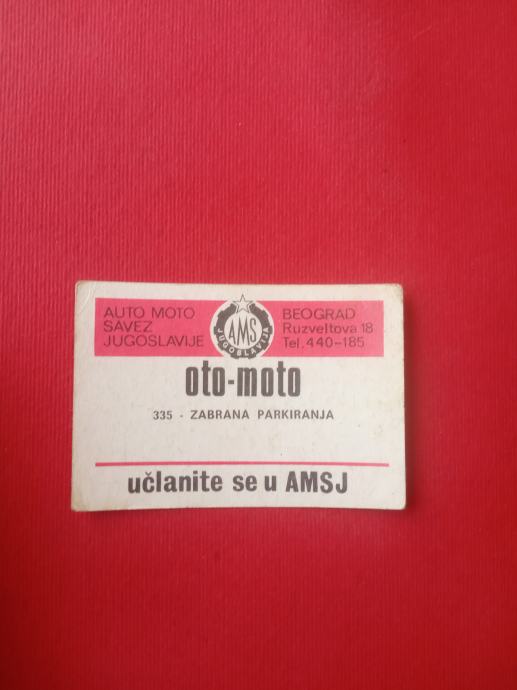 AUTO MOTO
SAVEZ
JUGOSLAVIJE
AMS
JUGOSLAVIJA
BEOGRAD
Ruzveltova 18
Tel. 440-185
oto-moto
335 - ZABRANA PARKIRANJA
učlanite se u AMSJ